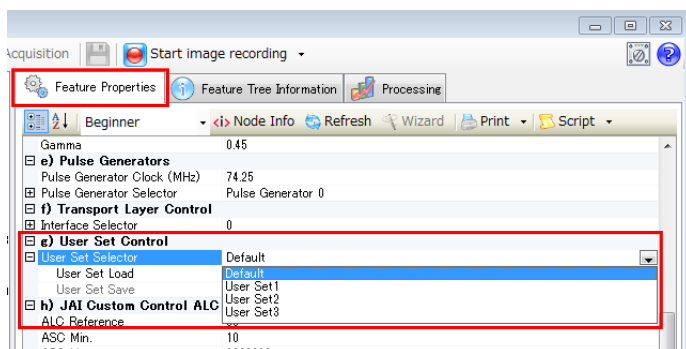 Acquisition Start image recording
Feature Properties Feature Tree Information Processing
Beginner <i> Node Info Refresh Wizard Print Script
Gamma 0.45
e) Pulse Generators
Pulse Generator Clock (MHz) 74.25
Pulse Generator Selector Pulse Generator 0
f) Transport Layer Control
Interface Selector 0
g) User Set Control
User Set Selector Default
User Set Load Default
User Set Save User Set1
User Set2
h) JAI Custom Control ALC User Set3
ALC Reference
ASC Min. 10